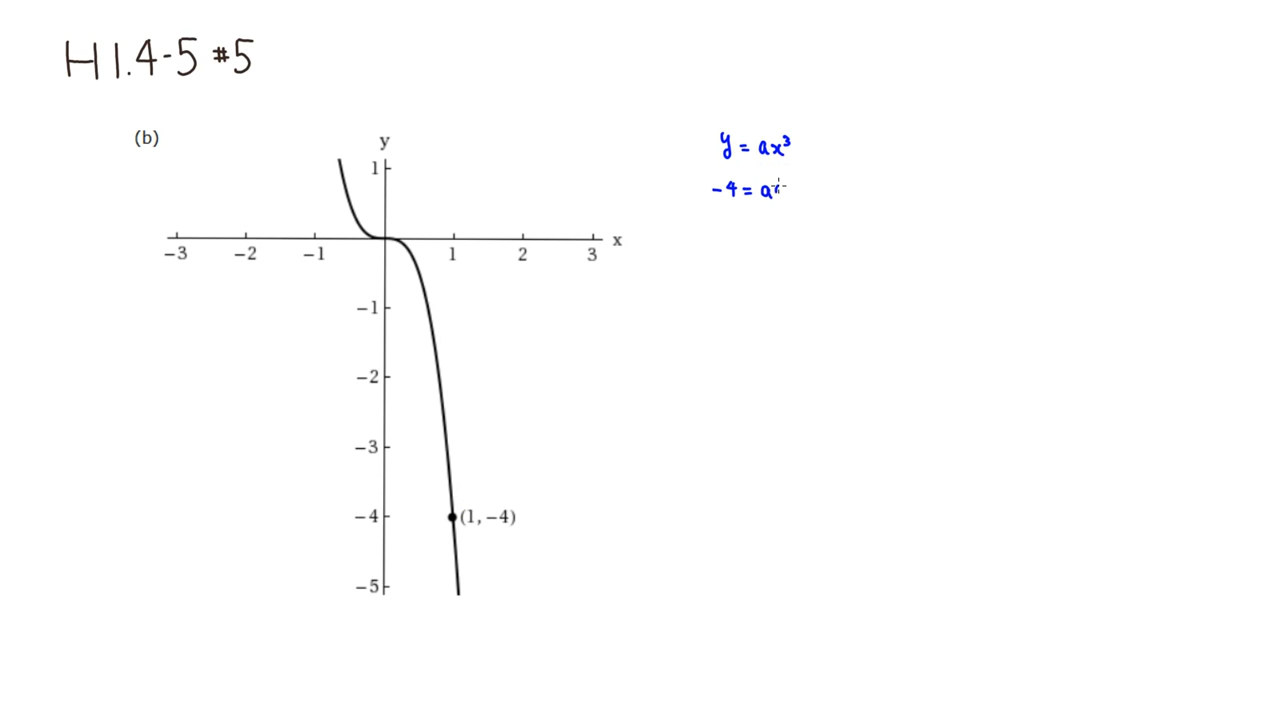 H 1.4-5 #5
(b)
y = ax³
-4 = a
y
1
-3 -2 -1 1 2 3 x
-1
-2
-3
-4 (1, -4)
-5